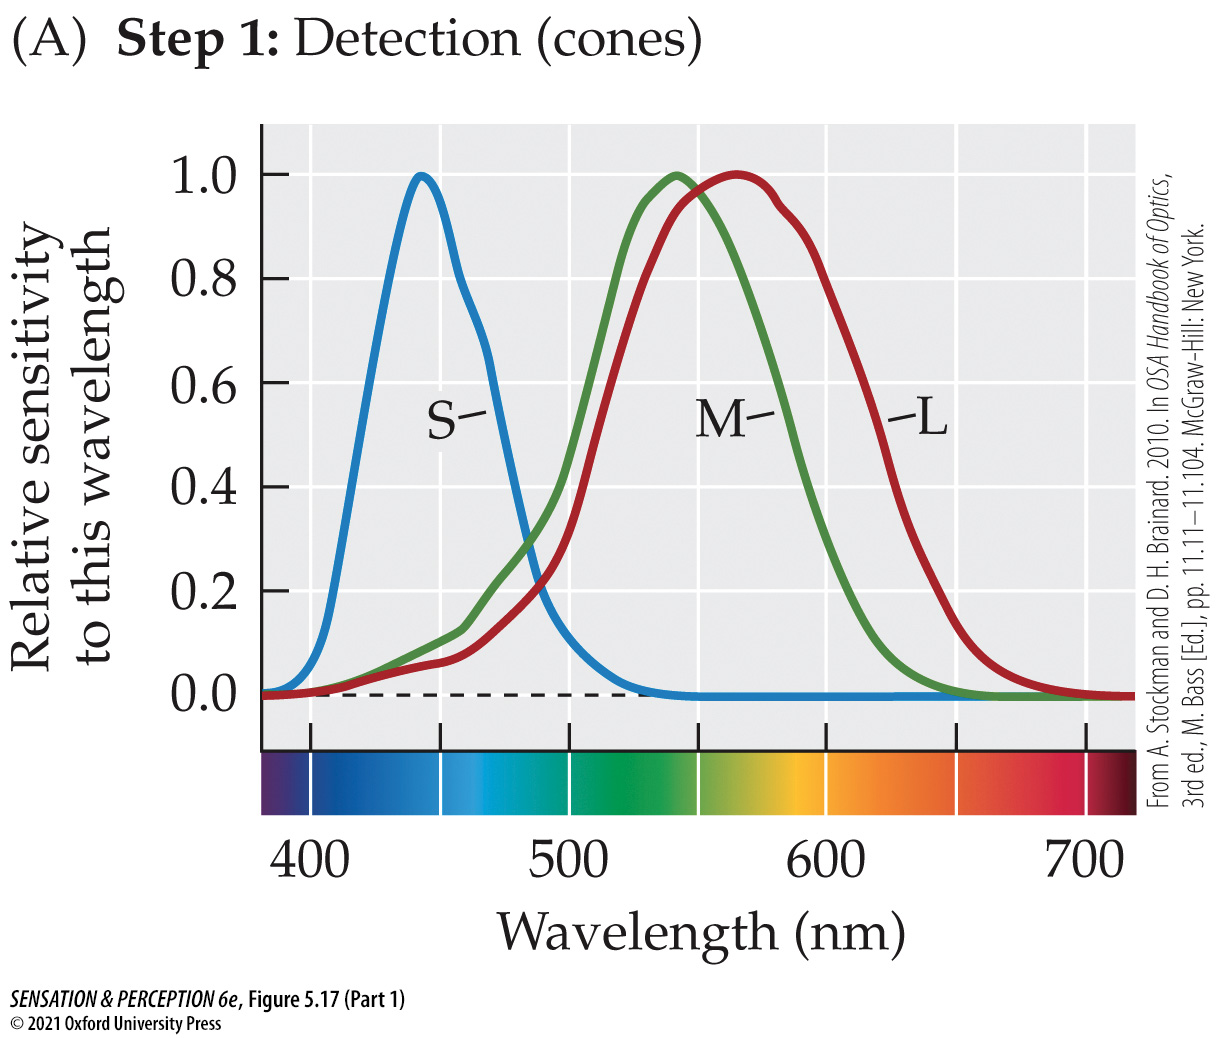 (A) Step 1: Detection (cones)
Relative sensitivity
to this wavelength
1.0
0.8
0.6
0.4
0.2
0.0
S
M
L
400 500 600 700
Wavelength (nm)
From A. Stockman and D. H. Brainard. 2010. In OSA Handbook of Optics,
3rd ed., M. Bass [Ed.], pp. 11.11–11.104. McGraw-Hill: New York.
SENSATION & PERCEPTION 6e, Figure 5.17 (Part 1)
© 2021 Oxford University Press